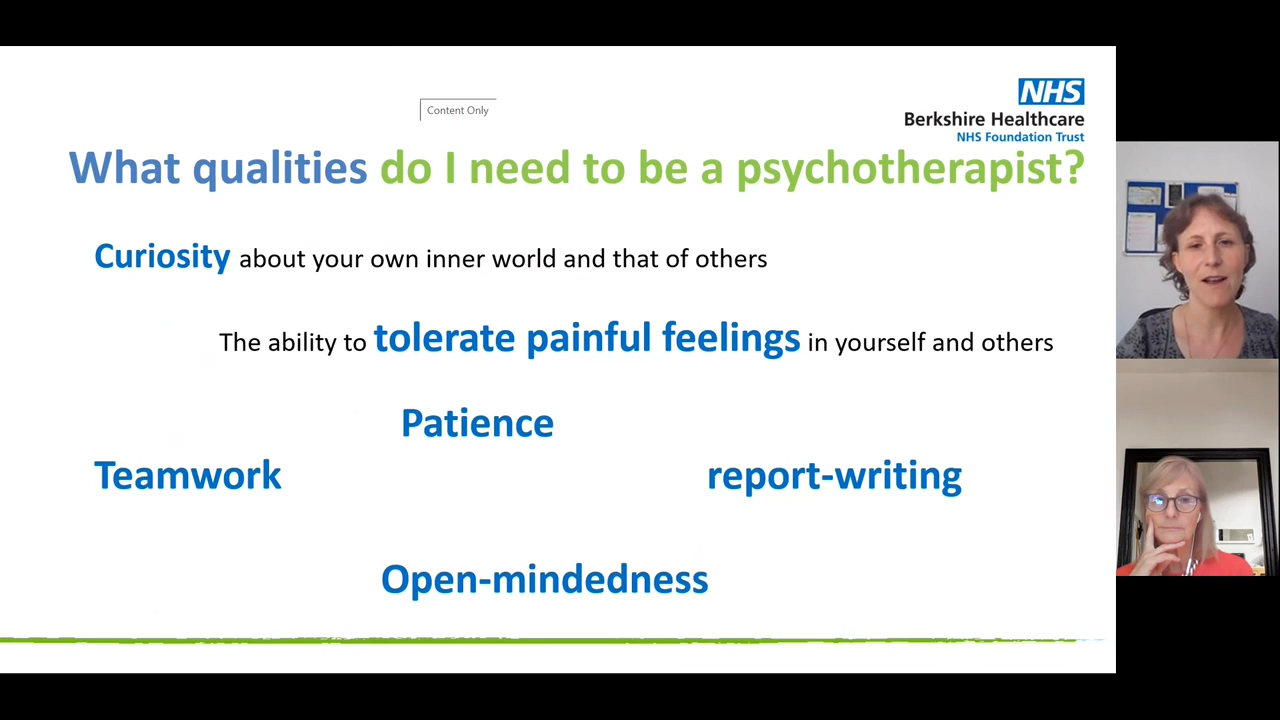 NHS
Content Only
Berkshire Healthcare
NHS Foundation Trust
What qualities do I need to be a psychotherapist?
Curiosity about your own inner world and that of others
The ability to tolerate painful feelings in yourself and others
Patience
Teamwork
report-writing
Open-mindedness